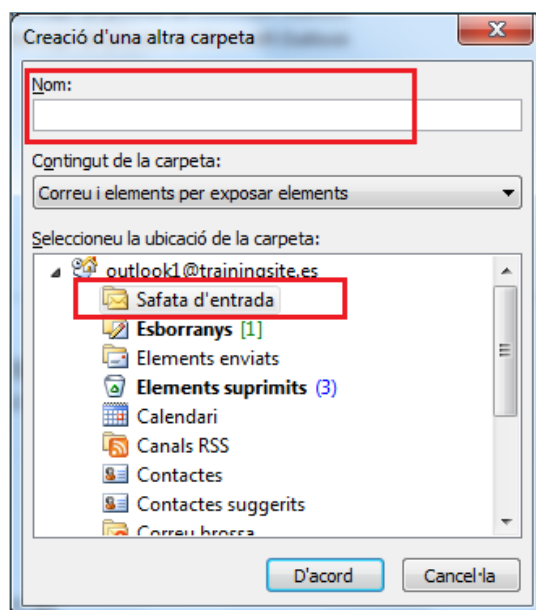 Creació d'una altra carpeta
Nom:
Contingut de la carpeta:
Correu i elements per exposar elements
Seleccioneu la ubicació de la carpeta:
outlook1@trainingsite.es
Safata d'entrada
Esborranys [1]
Elements enviats
Elements suprimits (3)
Calendari
Canals RSS
Contactes
Contactes suggerits
Correu brossa
D'acord Cancel·la